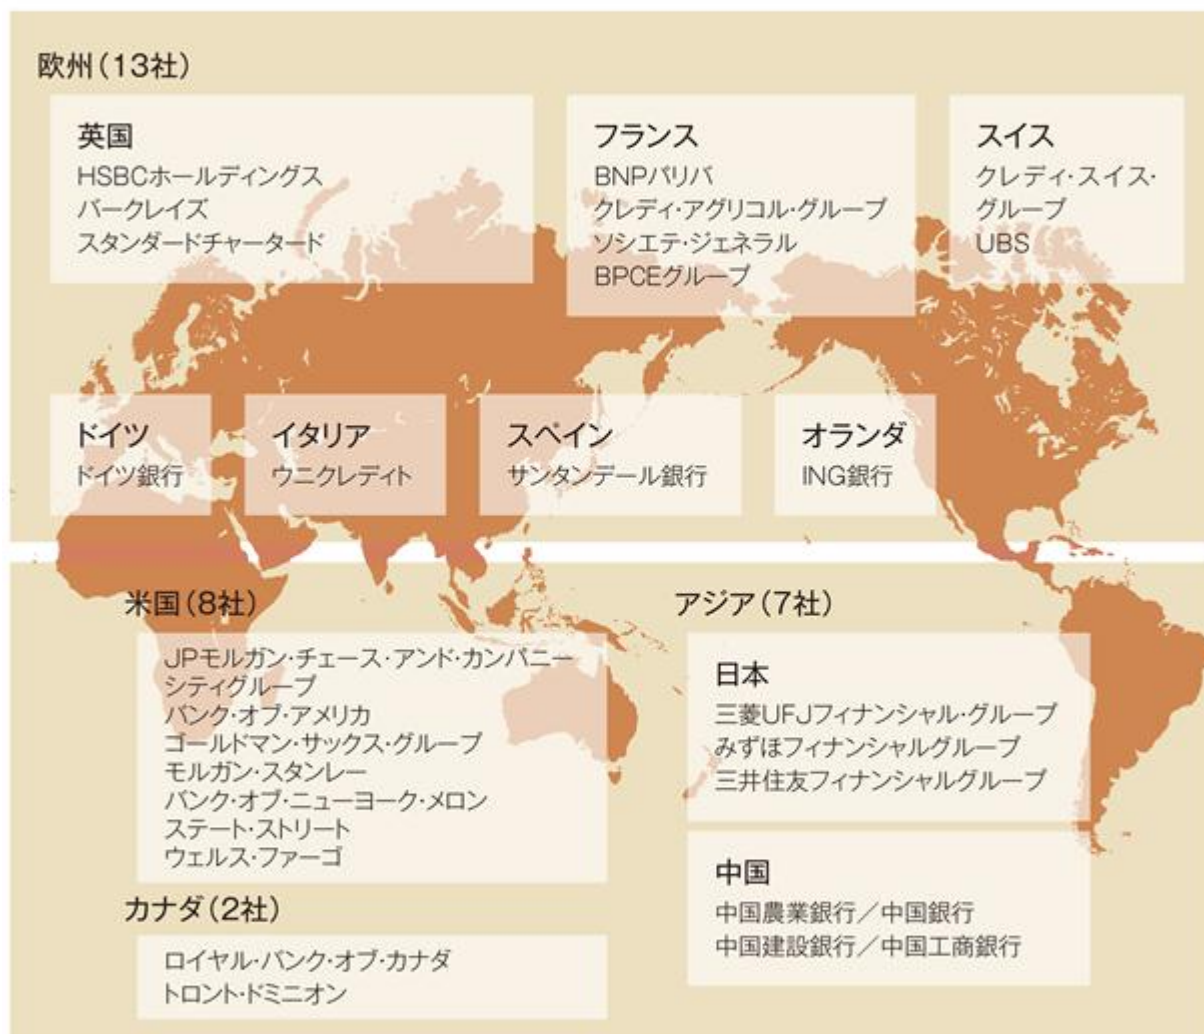 欧州(13社)
英国
HSBCホールディングス
バークレイズ
スタンダードチャータード
フランス
BNPパリバ
クレディ・アグリコル・グループ
ソシエテ・ジェネラル
BPCEグループ
スイス
クレディ・スイス・
グループ
UBS
ドイツ
ドイツ銀行
イタリア
ウニクレディト
スペイン
サンタンデール銀行
オランダ
ING銀行
米国(8社)
JPモルガン・チェース・アンド・カンパニー
シティグループ
バンク・オブ・アメリカ
ゴールドマン・サックス・グループ
モルガン・スタンレー
バンク・オブ・ニューヨーク・メロン
ステート・ストリート
ウェルス・ファーゴ
カナダ(2社)
ロイヤル・バンク・オブ・カナダ
トロント・ドミニオン
アジア(7社)
日本
三菱UFJフィナンシャル・グループ
みずほフィナンシャルグループ
三井住友フィナンシャルグループ
中国
中国農業銀行/中国銀行
中国建設銀行/中国工商銀行